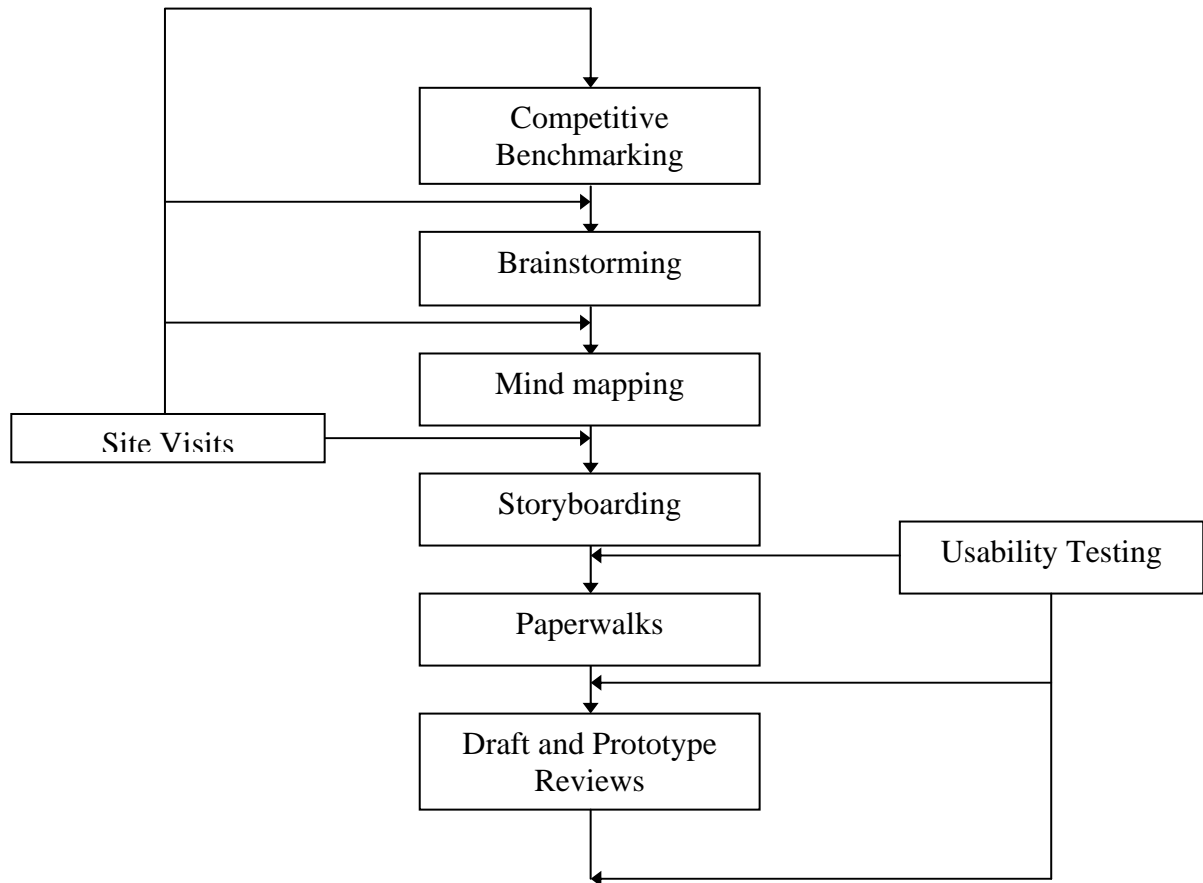 Competitive
Benchmarking
Brainstorming
Mind mapping
Site Visits
Storyboarding
Usability Testing
Paperwalks
Draft and Prototype
Reviews